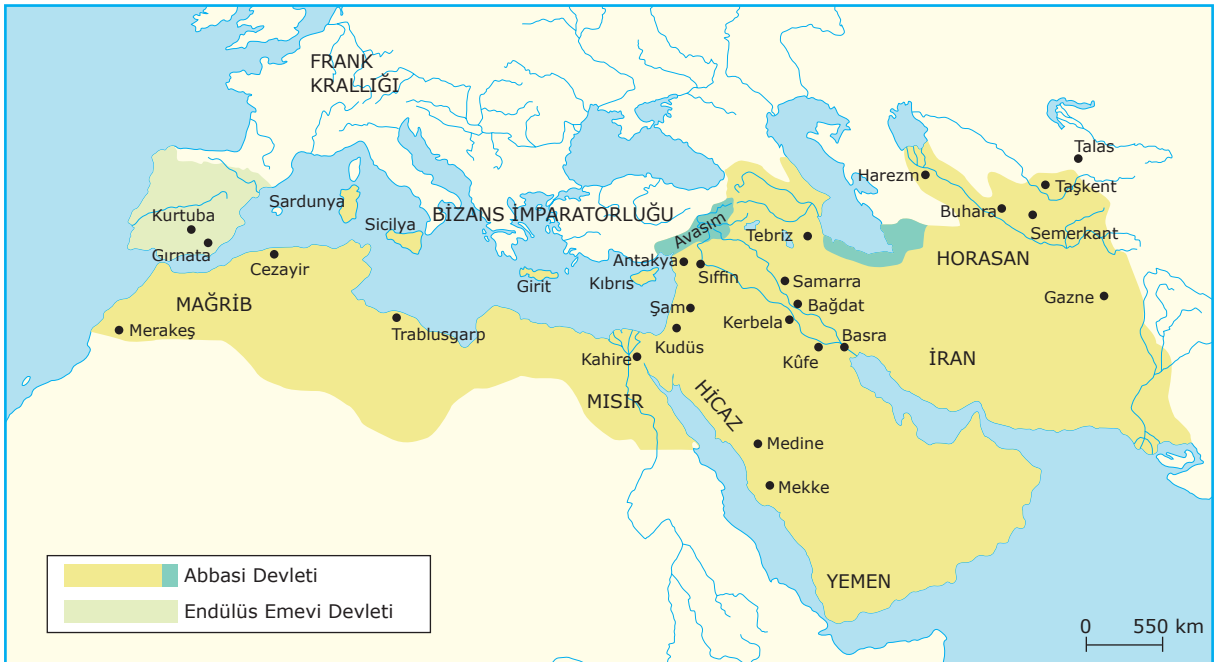 FRANK
KRALLIĞI
Talas
Harezm
Taşkent
Sardunya
Kurtuba
Sicilya
BİZANS İMPARATORLUĞU
Avasım
Buhara
Semerkant
Tebriz
Gırnata
Cezayir
Antakya
Sıffin
HORASAN
Girit
Kıbrıs
Samarra
MAĞRİB
Şam
Bağdat
Gazne
Merakeş
Trablusgarp
Kerbela
Kudüs
Basra
Kahire
Kûfe
İRAN
MISIR
HİCAZ
Medine
Mekke
Abbasi Devleti
YEMEN
Endülüs Emevi Devleti
0 550 km